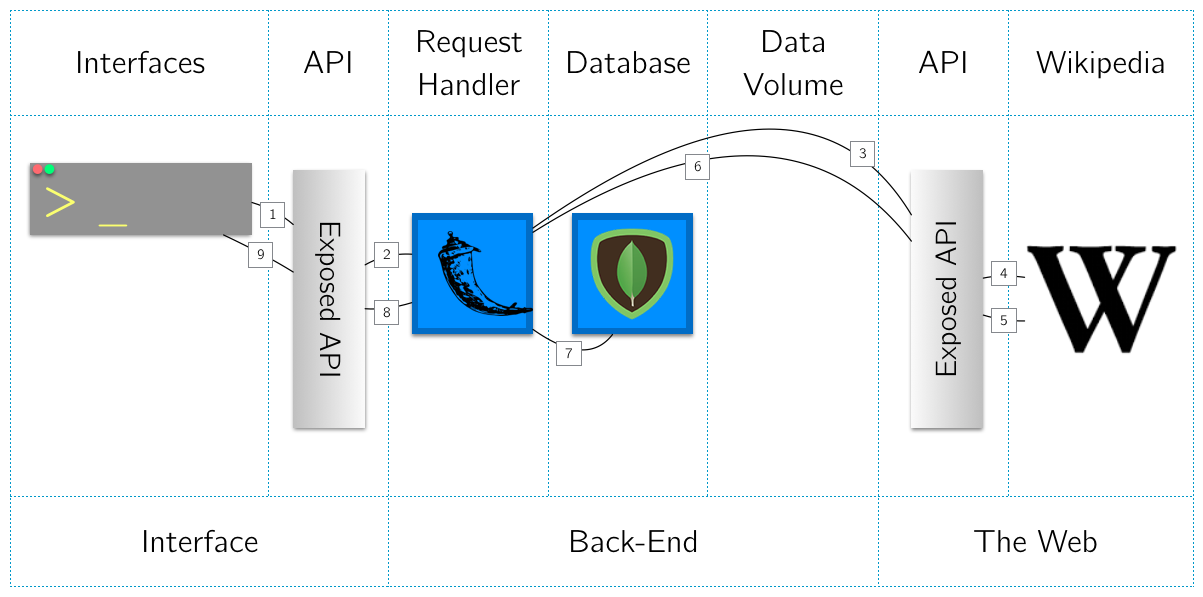 Interfaces
API
Request
Handler
Database
Data
Volume
API
Wikipedia
> _
1
9
Exposed API
2
8
7
6
3
Exposed API
4
5
W
Interface
Back-End
The Web